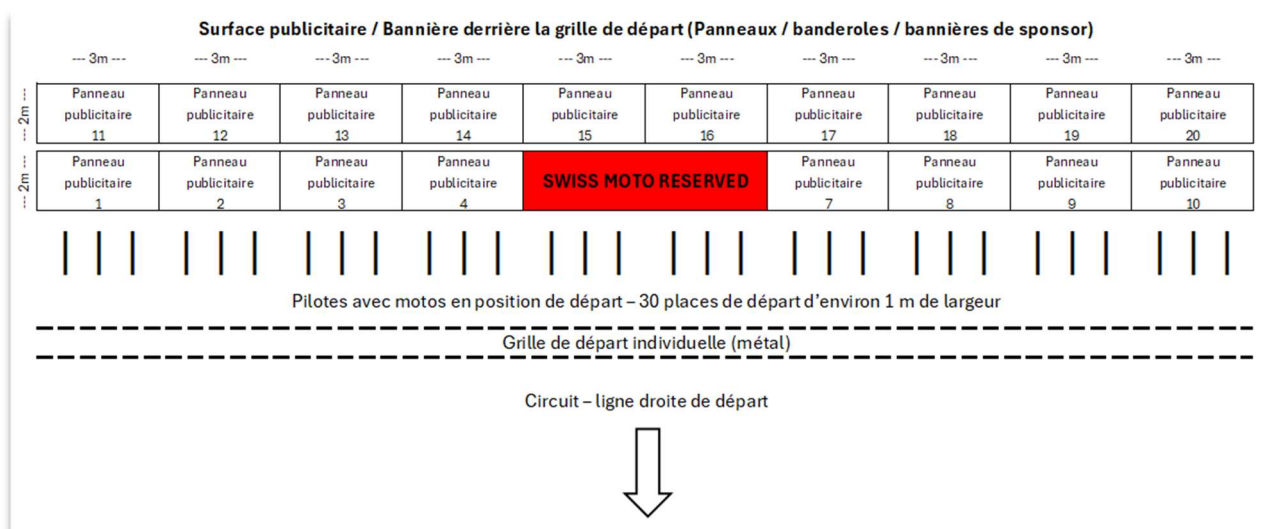 Surface publicitaire / Bannière derrière la grille de départ (Panneaux / banderoles / bannières de sponsor)
--- 3m --- --- 3m --- --- 3m --- --- 3m --- --- 3m --- --- 3m --- --- 3m --- --- 3m --- --- 3m --- --- 3m ---
--- 2m ---
Panneau Panneau Panneau Panneau Panneau Panneau Panneau Panneau Panneau Panneau
publicitaire publicitaire publicitaire publicitaire publicitaire publicitaire publicitaire publicitaire publicitaire publicitaire
11 12 13 14 15 16 17 18 19 20
--- 2m ---
Panneau Panneau Panneau Panneau Panneau Panneau Panneau Panneau
publicitaire publicitaire publicitaire publicitaire SWISS MOTO RESERVED publicitaire publicitaire publicitaire publicitaire
1 2 3 4 7 8 9 10
Pilotes avec motos en position de départ – 30 places de départ d'environ 1 m de largeur
Grille de départ individuelle (métal)
Circuit – ligne droite de départ